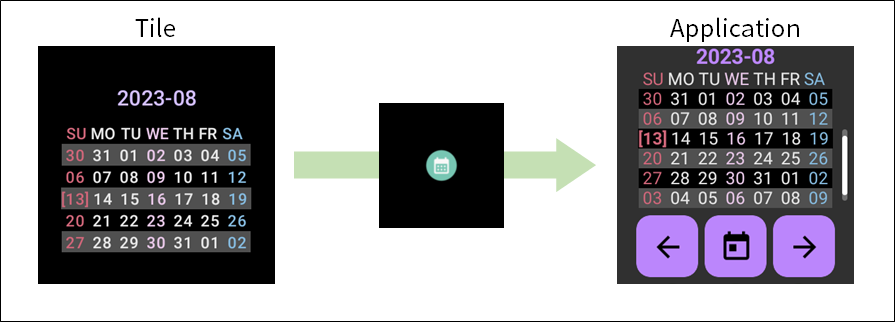 Tile
2023-08
SU MO TU WE TH FR SA
30 31 01 02 03 04 05
06 07 08 09 10 11 12
[13] 14 15 16 17 18 19
20 21 22 23 24 25 26
27 28 29 30 31 01 02
Application
2023-08
SU MO TU WE TH FR SA
30 31 01 02 03 04 05
06 07 08 09 10 11 12
[13] 14 15 16 17 18 19
20 21 22 23 24 25 26
27 28 29 30 31 01 02
03 04 05 06 07 08 09